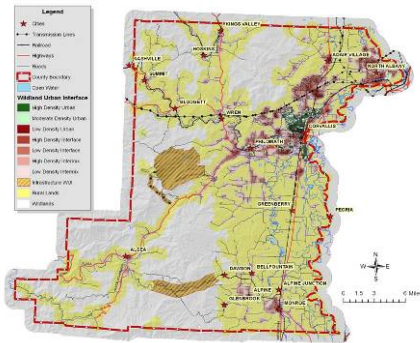 Legend
Cities
Transmission Lines
Railroad
Highways
Roads
County Boundary
Open Water
Wildland Urban Interface
High Density Urban
Moderate Density Urban
Low Density Urban
High Density Interface
Low Density Interface
High Density Intermix
Low Density Intermix
Infrastructure WUI
Rural Lands
Wildlands
KINGS VALLEY
HOSKINS
NASHVILLE
SUMMIT
BLODGETT
WREN
ADAIR VILLAGE
NORTH ALBANY
CORVALLIS
PHILOMATH
GREENBERRY
PEORIA
ALSEA
DAWSON
BELLFOUNTAIN
ALPINE
ALPINE JUNCTION
GLENBROOK
MONROE
N
W E
S
0 1.5 3 6 Miles